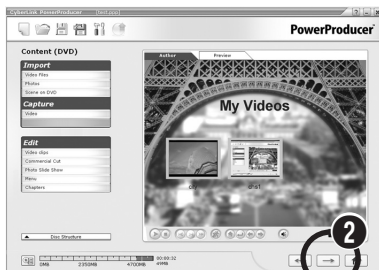 CyberLink PowerProducer
PowerProducer
Content (DVD)
Import
Video Files
Photos
Scene on DVD
Capture
Video
Edit
Video clips
Commercial Cut
Photo Slide Show
Menu
Chapters
Disc Structure
Author
Preview
My Videos
00:00:32
0MB 2350MB 4700MB 49MB
2